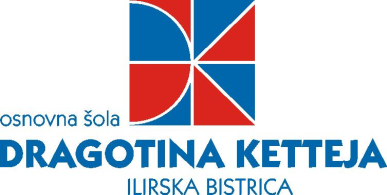 osnovna šola
DRAGOTINA KETTEJA
ILIRSKA BISTRICA